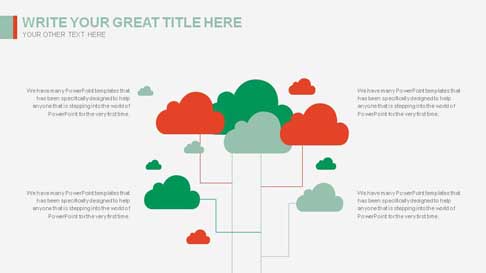 WRITE YOUR GREAT TITLE HERE
YOUR OTHER TEXT HERE
We have many PowerPoint templates that
has been specifically designed to help
anyone that is stepping into the world of
PowerPoint for the very first time.
We have many PowerPoint templates that
has been specifically designed to help
anyone that is stepping into the world of
PowerPoint for the very first time.
We have many PowerPoint templates that
has been specifically designed to help
anyone that is stepping into the world of
PowerPoint for the very first time.
We have many PowerPoint templates that
has been specifically designed to help
anyone that is stepping into the world of
PowerPoint for the very first time.